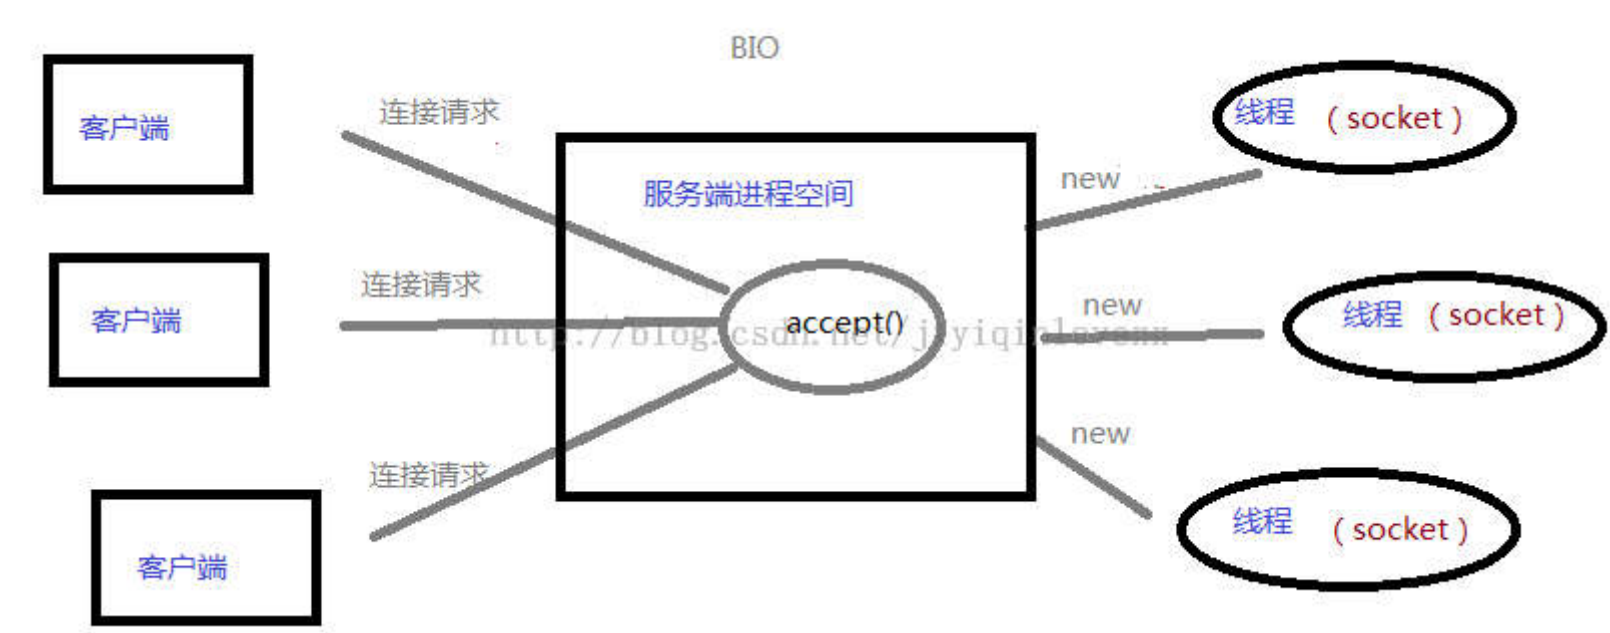 BIO
客户端
连接请求
服务端进程空间
new
线程 (socket)
客户端
连接请求
accept()
new
线程 (socket)
客户端
连接请求
new
线程 (socket)